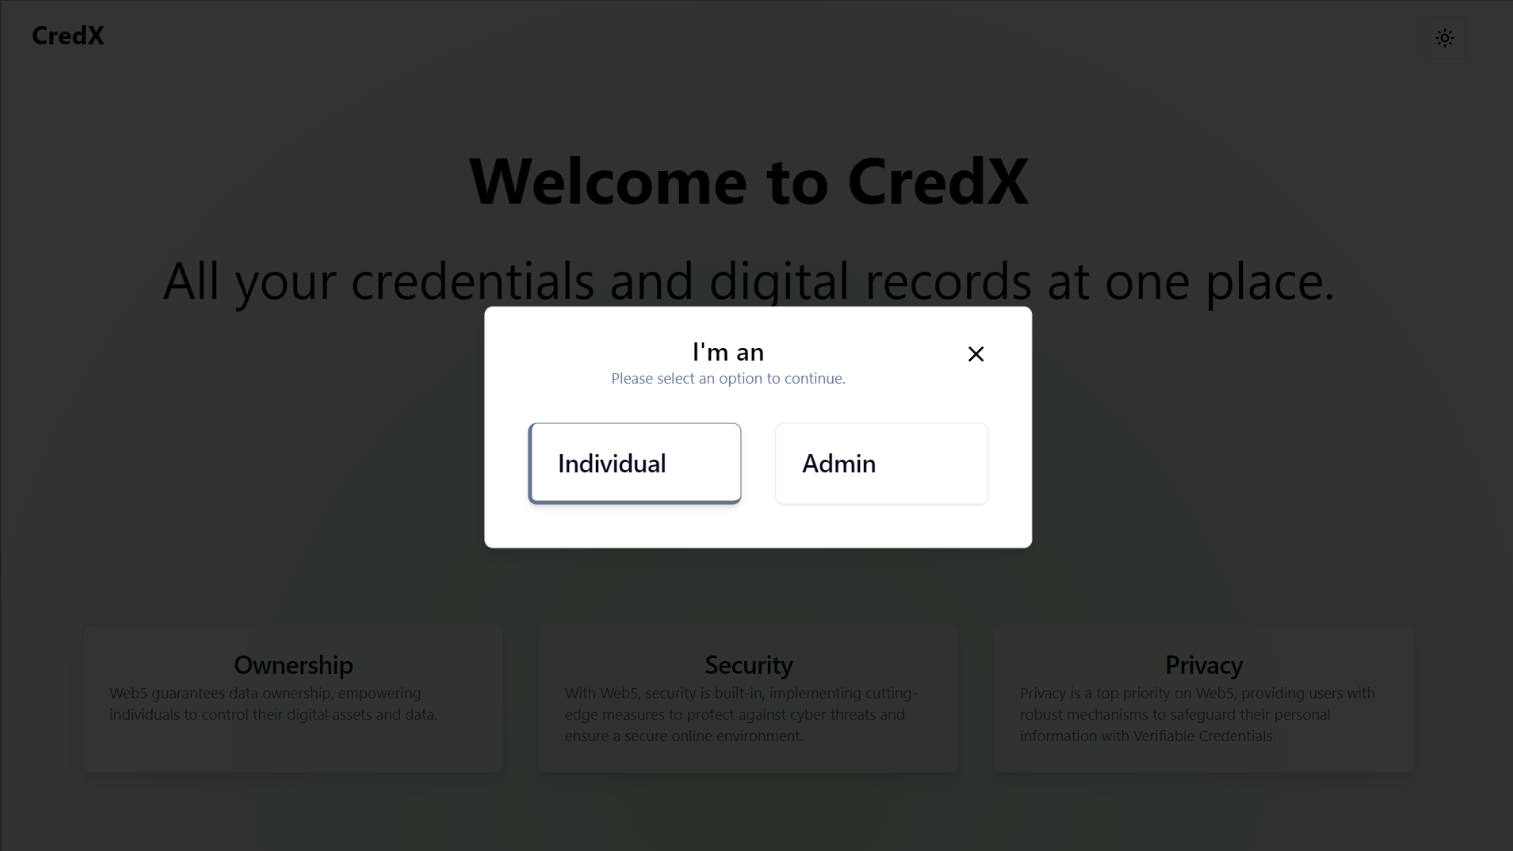 CredX
Welcome to CredX
All your credentials and digital records at one place.
I'm an
Please select an option to continue.
Individual
Admin
Ownership
Web5 guarantees data ownership, empowering
individuals to control their digital assets and data.
Security
With Web5, security is built-in, implementing cutting-
edge measures to protect against cyber threats and
ensure a secure online environment.
Privacy
Privacy is a top priority on Web5, providing users with
robust mechanisms to safeguard their personal
information with Verifiable Credentials.